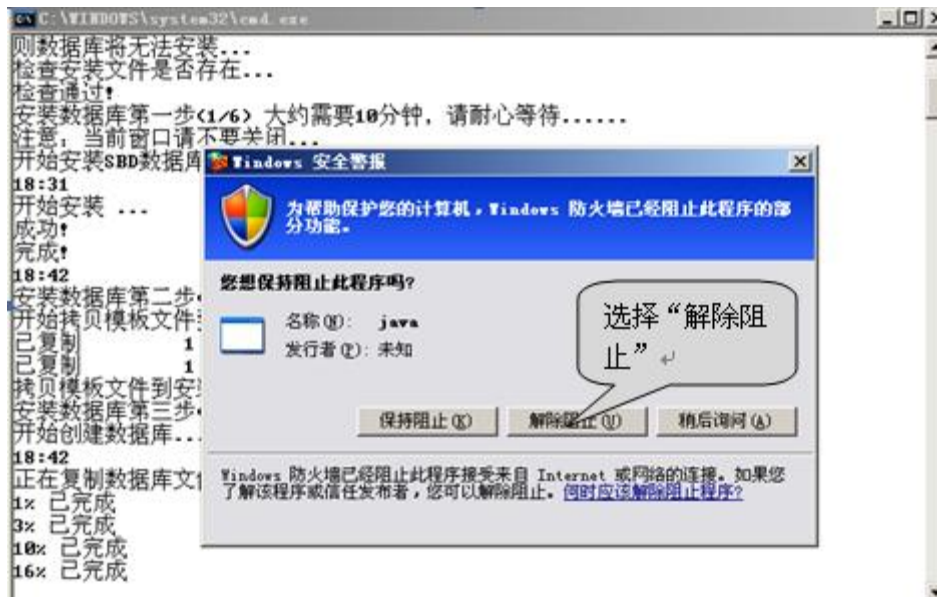 C:\WINDOWS\system32\cmd.exe
则数据库将无法安装...
检查安装文件是否存在...
检查通过!
安装数据库第一步(1/6) 大约需要10分钟，请耐心等待......
注意，当前窗口请不要关闭...
开始安装SBD数据库
18:31
开始安装 ...
成功!
完成!
18:42
安装数据库第二步
开始拷贝模板文件到
已复制 1
已复制 1
拷贝模板文件到安装
安装数据库第三步
开始创建数据库...
18:42
正在复制数据库文件
1% 已完成
3% 已完成
10% 已完成
16% 已完成
Windows 安全警报
为帮助保护您的计算机，Windows 防火墙已经阻止此程序的部
分功能。
您想保持阻止此程序吗?
名称(N): java
发行者(P): 未知
选择“解除阻
止”
保持阻止(K) 解除阻止(U) 稍后询问(A)
Windows 防火墙已经阻止此程序接受来自 Internet 或网络的连接。如果您
了解该程序或信任发布者，您可以解除阻止。何时应该解除阻止程序?